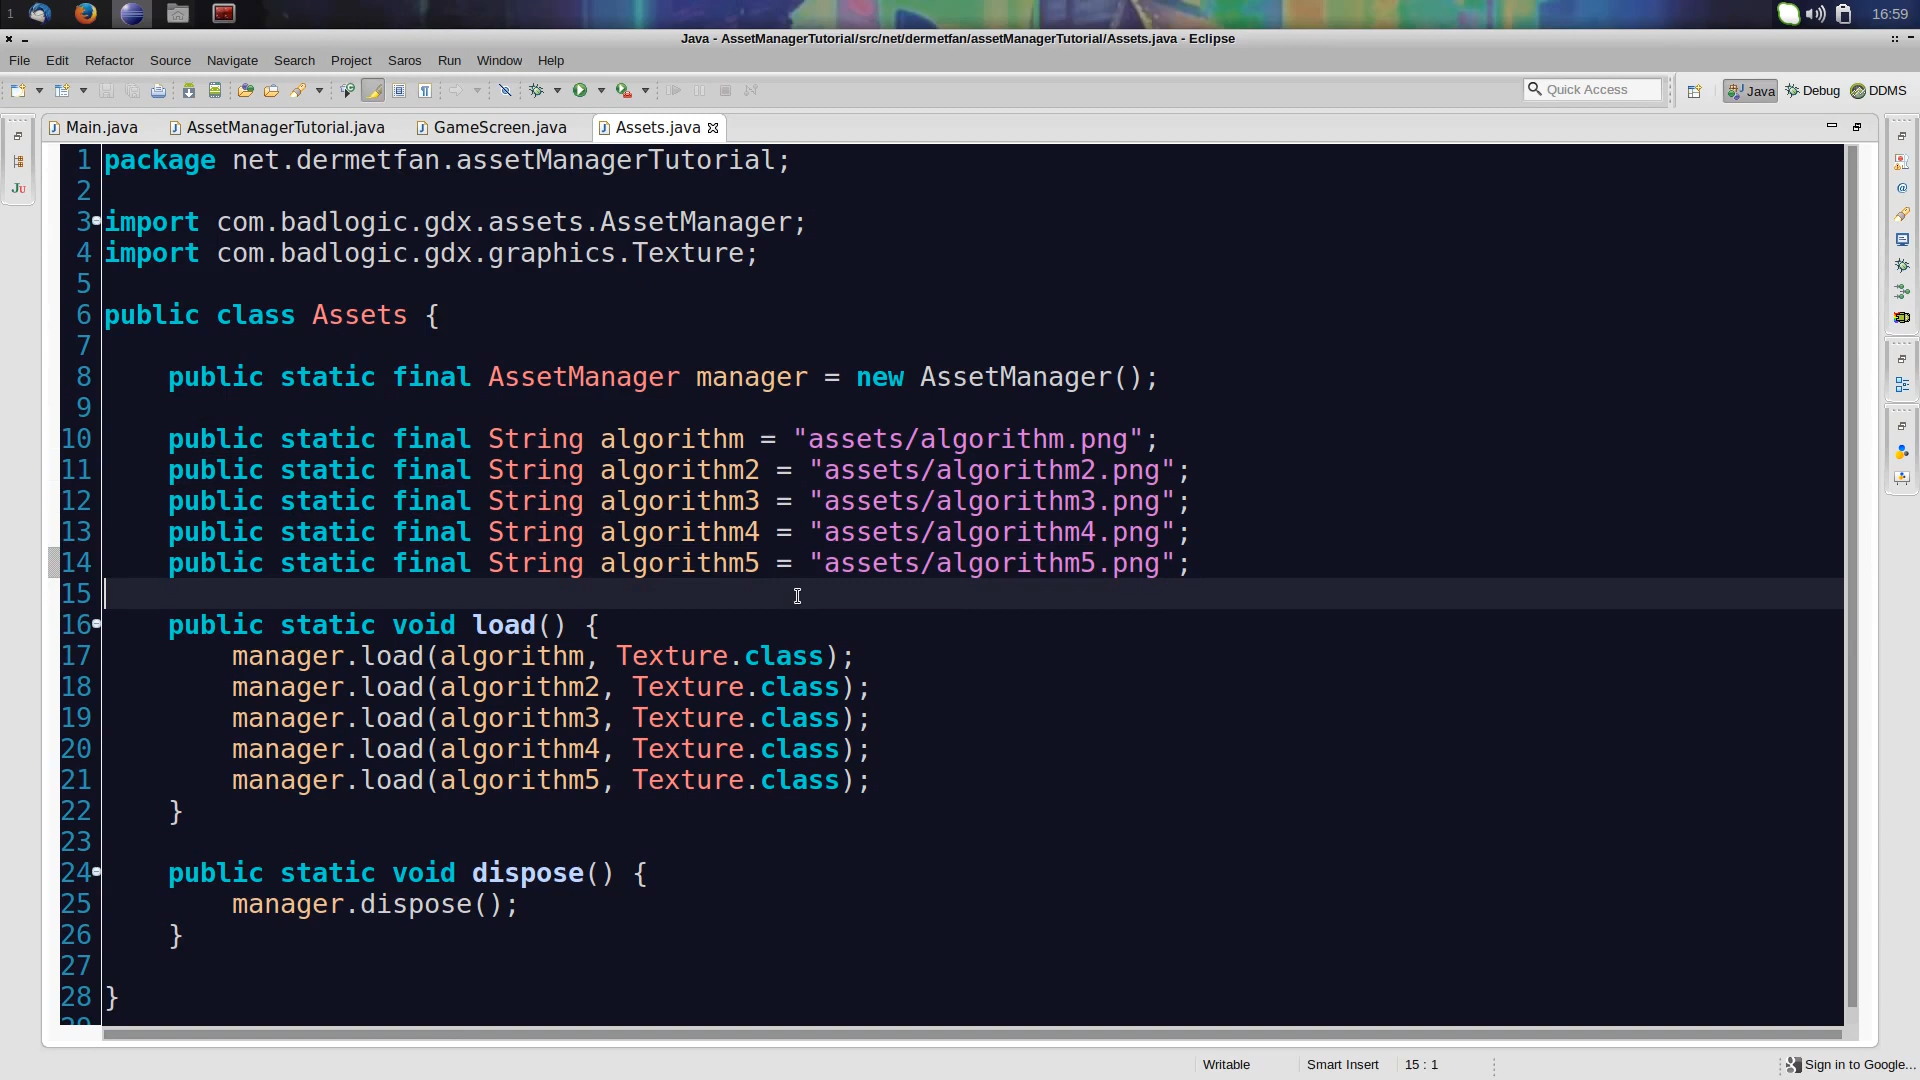 1 16:59
Java - AssetManagerTutorial/src/net/dermetfan/assetManagerTutorial/Assets.java - Eclipse
File Edit Refactor Source Navigate Search Project Saros Run Window Help
Quick Access Java Debug DDMS
Main.java AssetManagerTutorial.java GameScreen.java Assets.java
1 package net.dermetfan.assetManagerTutorial;
2
3 import com.badlogic.gdx.assets.AssetManager;
4 import com.badlogic.gdx.graphics.Texture;
5
6 public class Assets {
7
8 public static final AssetManager manager = new AssetManager();
9
10 public static final String algorithm = "assets/algorithm.png";
11 public static final String algorithm2 = "assets/algorithm2.png";
12 public static final String algorithm3 = "assets/algorithm3.png";
13 public static final String algorithm4 = "assets/algorithm4.png";
14 public static final String algorithm5 = "assets/algorithm5.png";
15
16 public static void load() {
17 manager.load(algorithm, Texture.class);
18 manager.load(algorithm2, Texture.class);
19 manager.load(algorithm3, Texture.class);
20 manager.load(algorithm4, Texture.class);
21 manager.load(algorithm5, Texture.class);
22 }
23
24 public static void dispose() {
25 manager.dispose();
26 }
27
28 }
29
Writable Smart Insert 15 : 1 Sign in to Google...